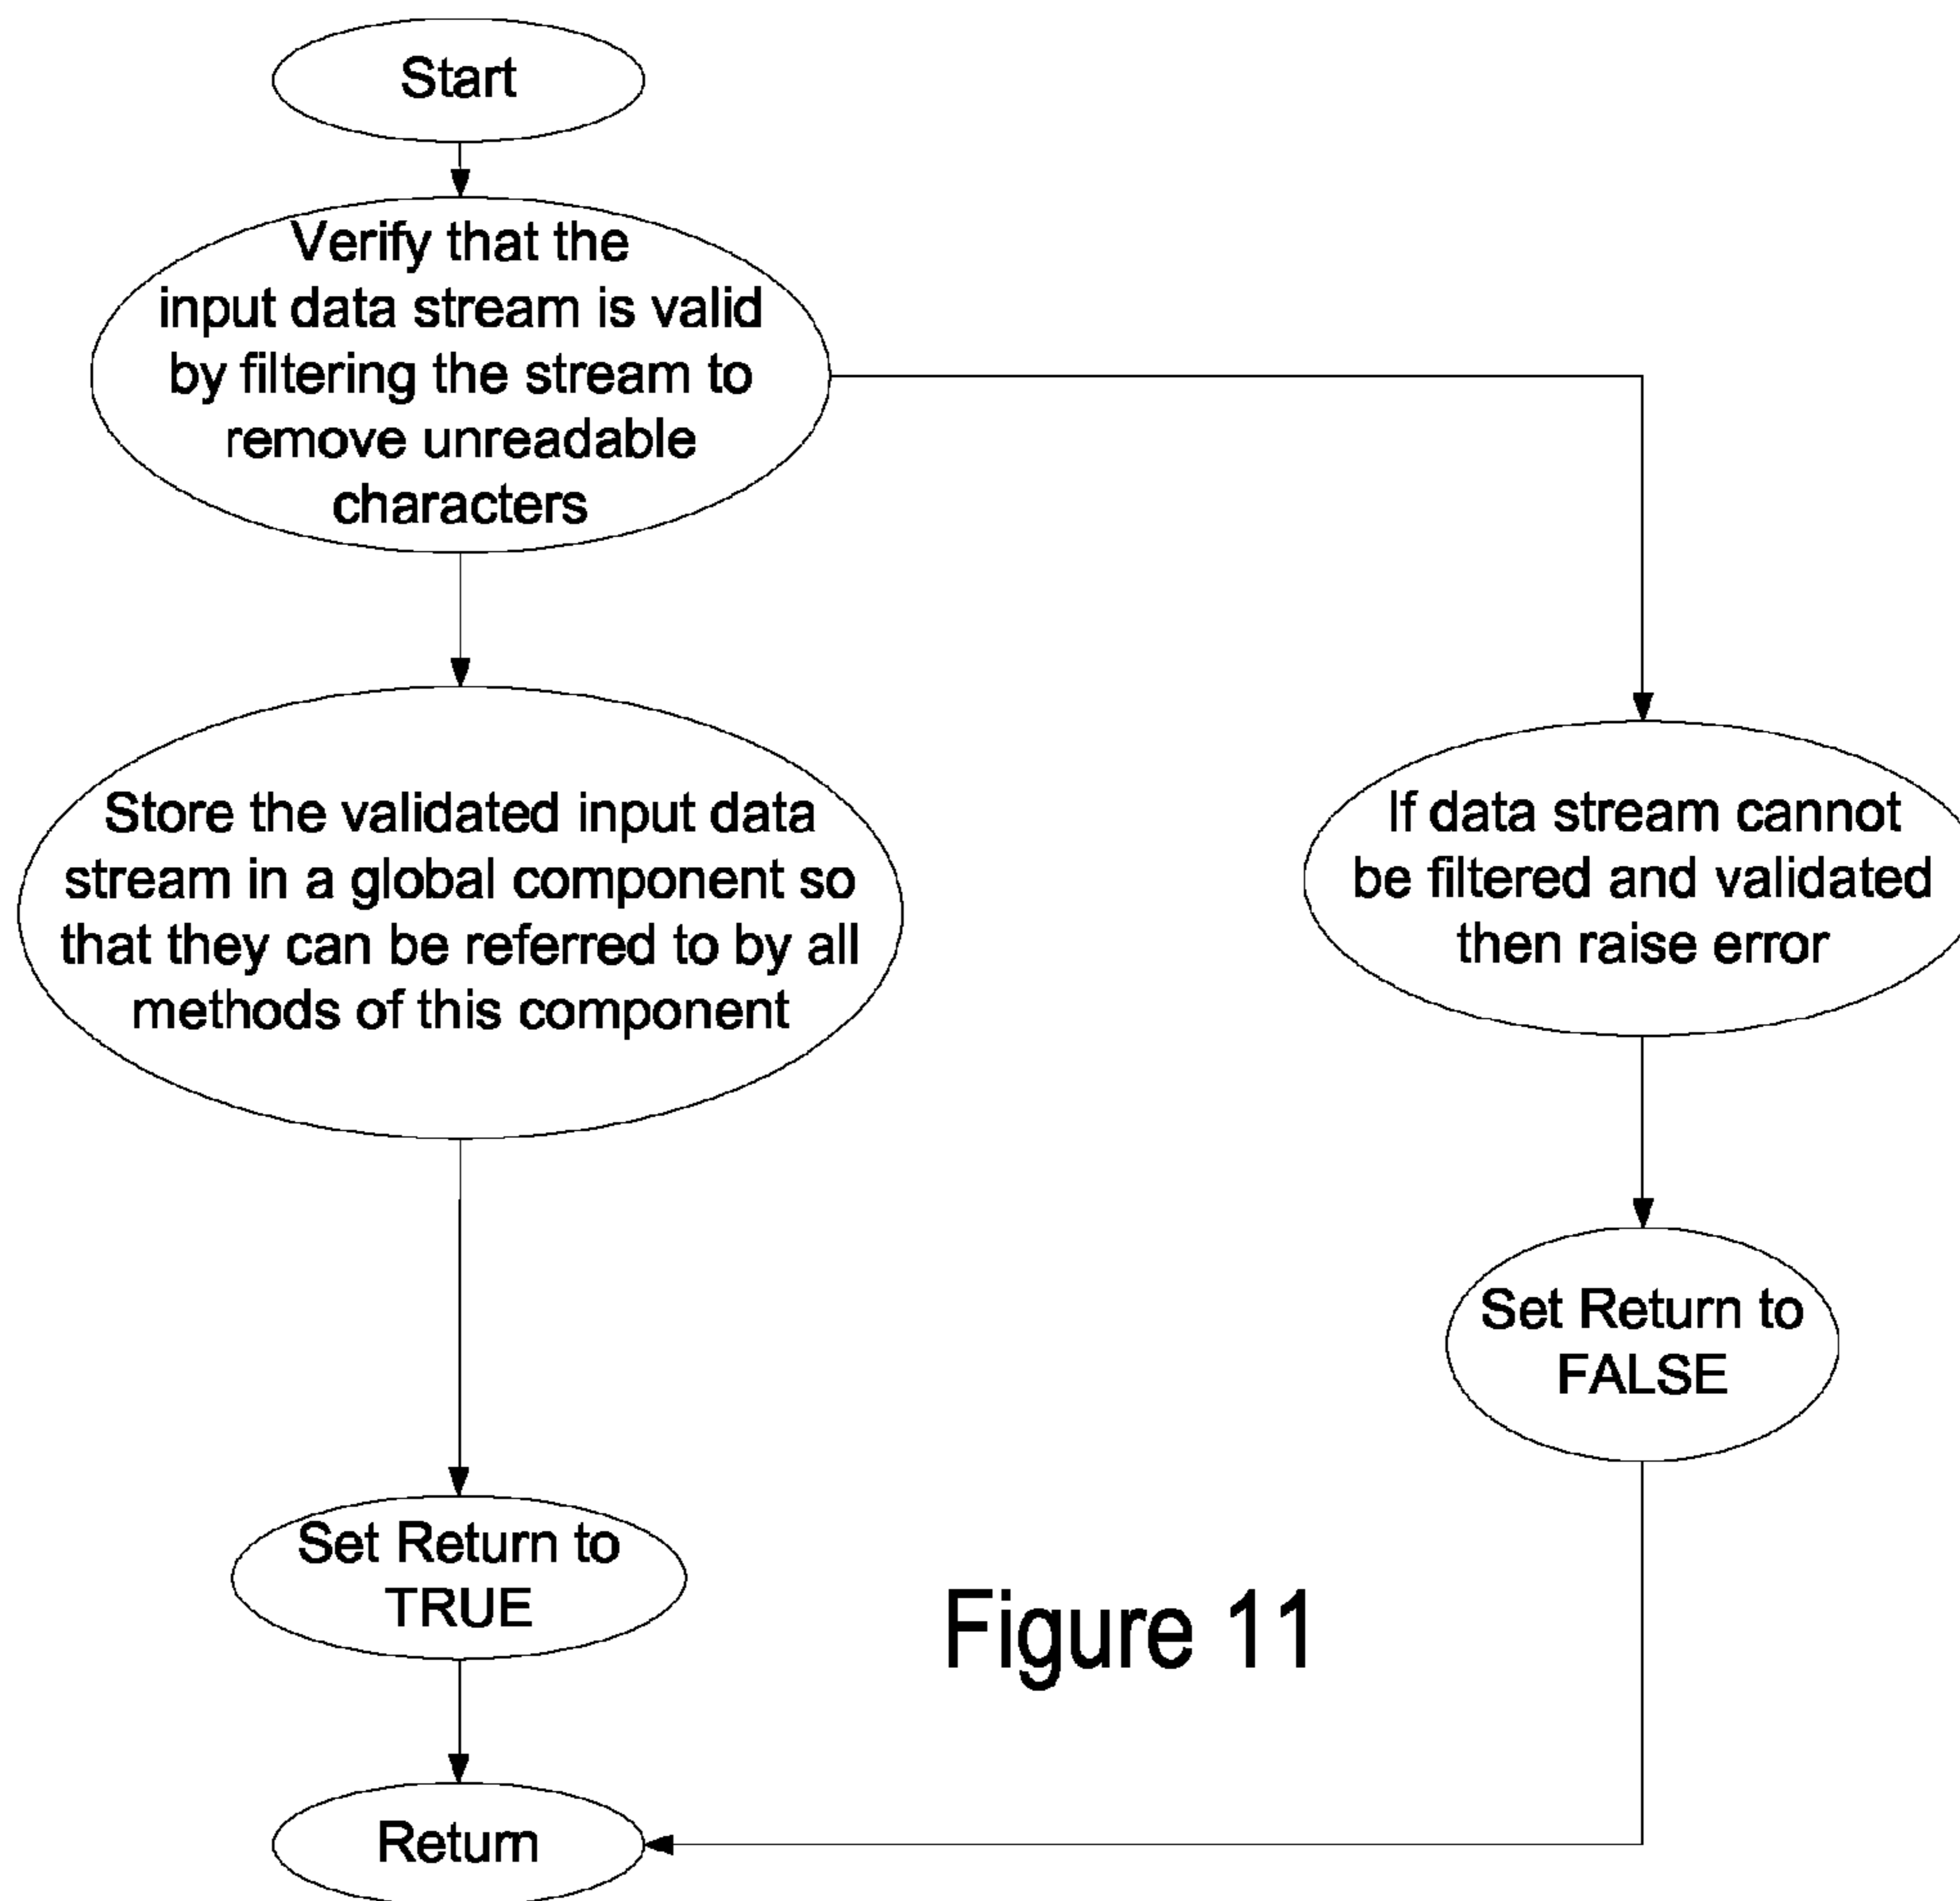 Start
Verify that the
input data stream is valid
by filtering the stream to
remove unreadable
characters
Store the validated input data
stream in a global component so
that they can be referred to by all
methods of this component
If data stream cannot
be filtered and validated
then raise error
Set Return to
FALSE
Set Return to
TRUE
Figure 11
Return